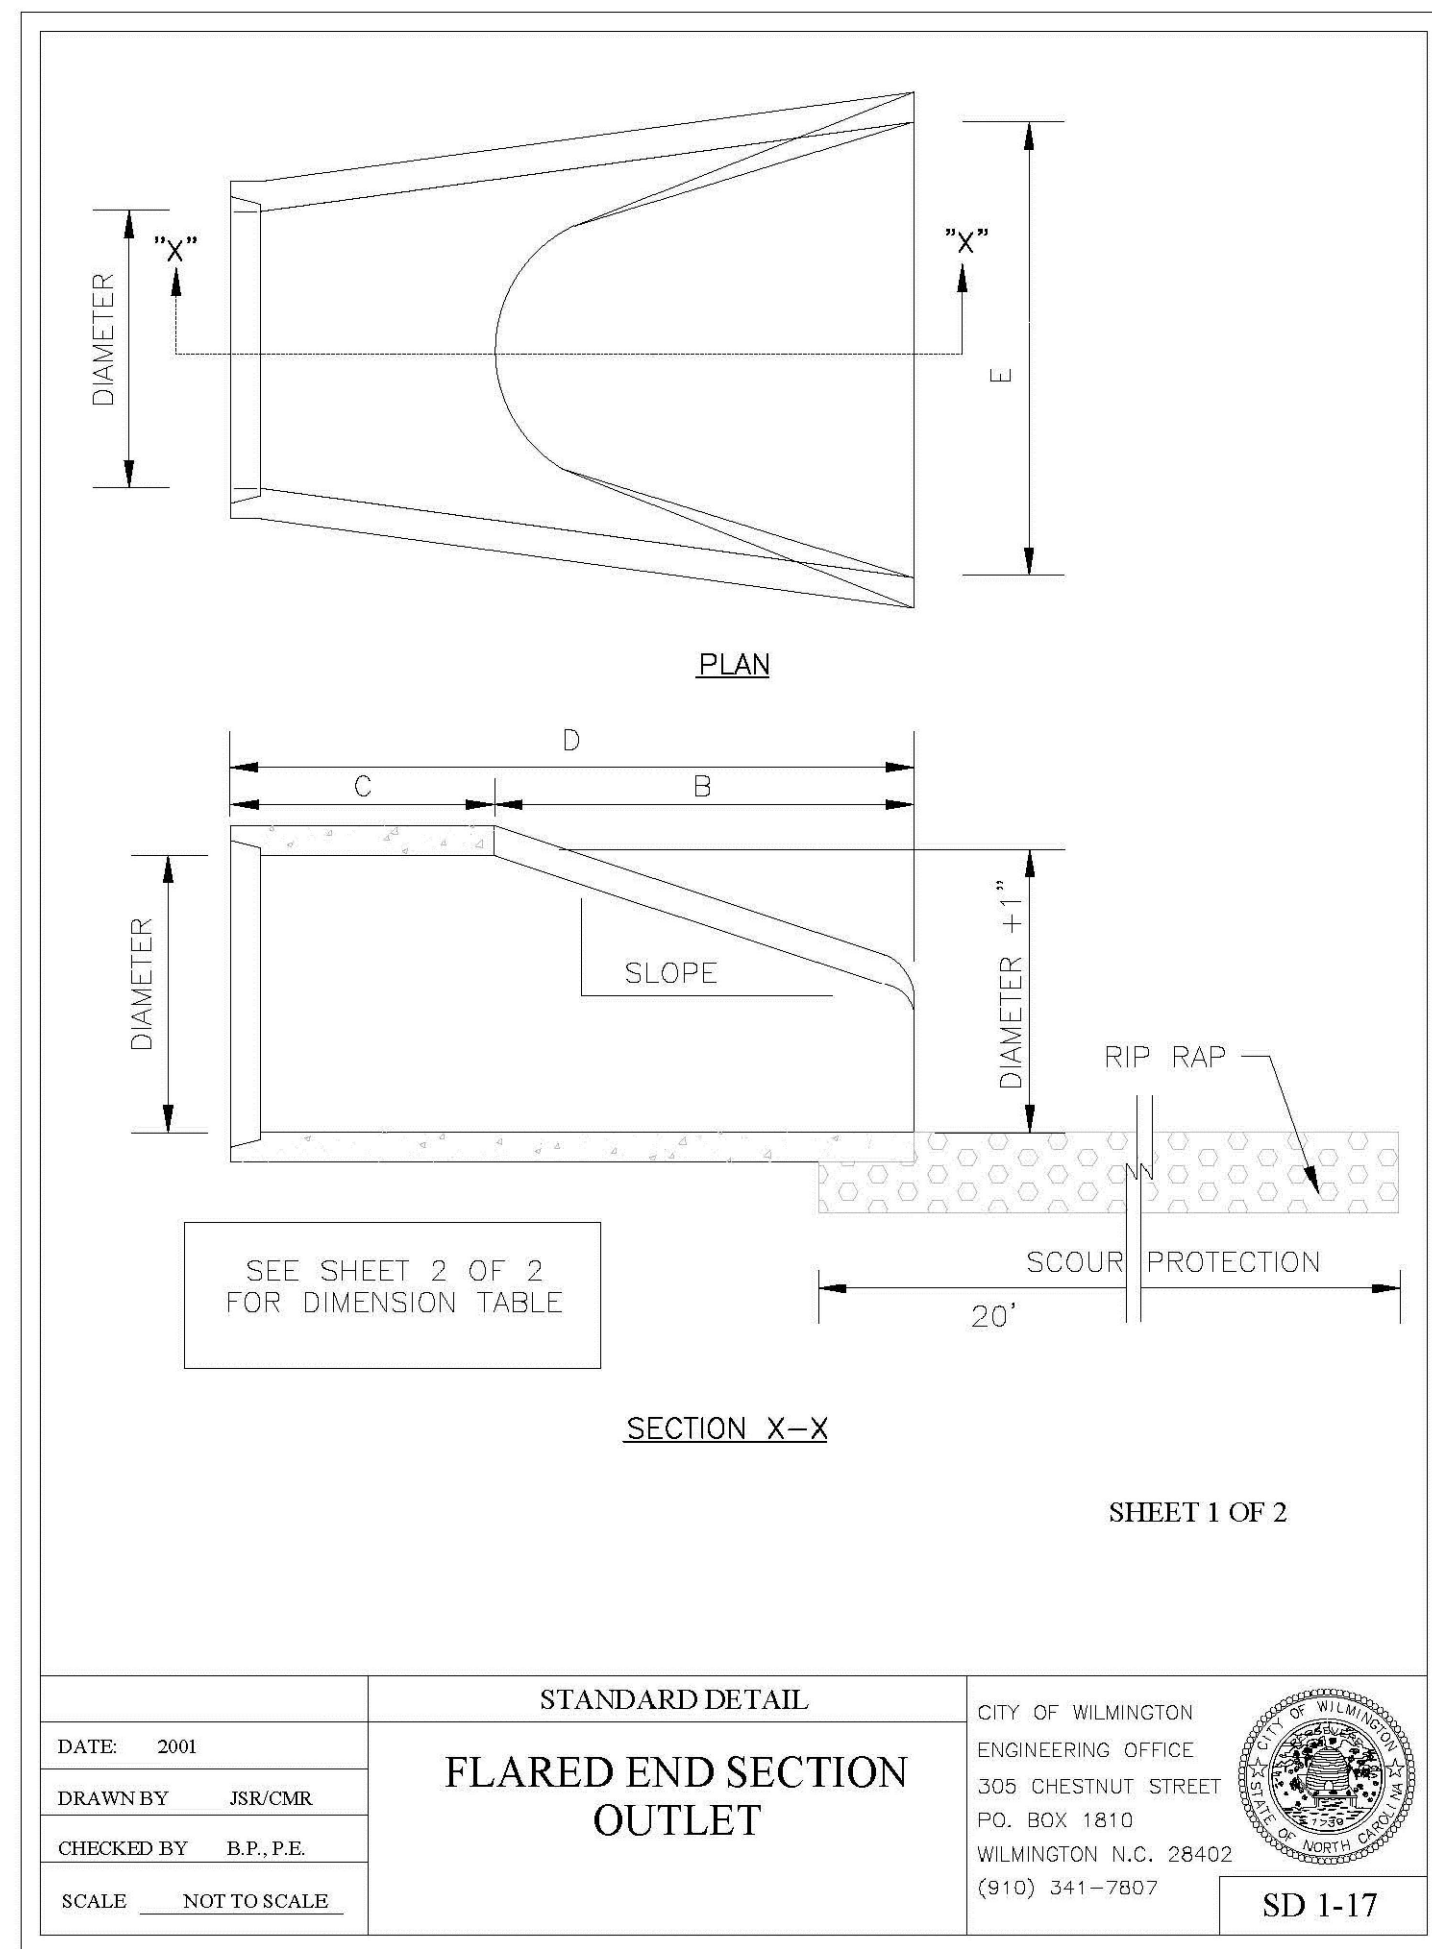 "X"
"X"
DIAMETER
E
PLAN
D
C
B
DIAMETER
SLOPE
DIAMETER +1"
RIP RAP
SCOUR PROTECTION
20'
SEE SHEET 2 OF 2
FOR DIMENSION TABLE
SECTION X-X
SHEET 1 OF 2
STANDARD DETAIL
FLARED END SECTION
OUTLET
DATE: 2001
DRAWN BY JSR/CMR
CHECKED BY B.P., P.E.
SCALE NOT TO SCALE
CITY OF WILMINGTON
ENGINEERING OFFICE
305 CHESTNUT STREET
PO. BOX 1810
WILMINGTON N.C. 28402
(910) 341-7807
CITY OF WILMINGTON
STATE OF NORTH CAROLINA
1739
SD 1-17